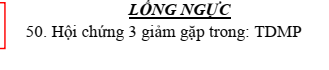 LỒNG NGỰC
50. Hội chứng 3 giảm gặp trong: TDMP